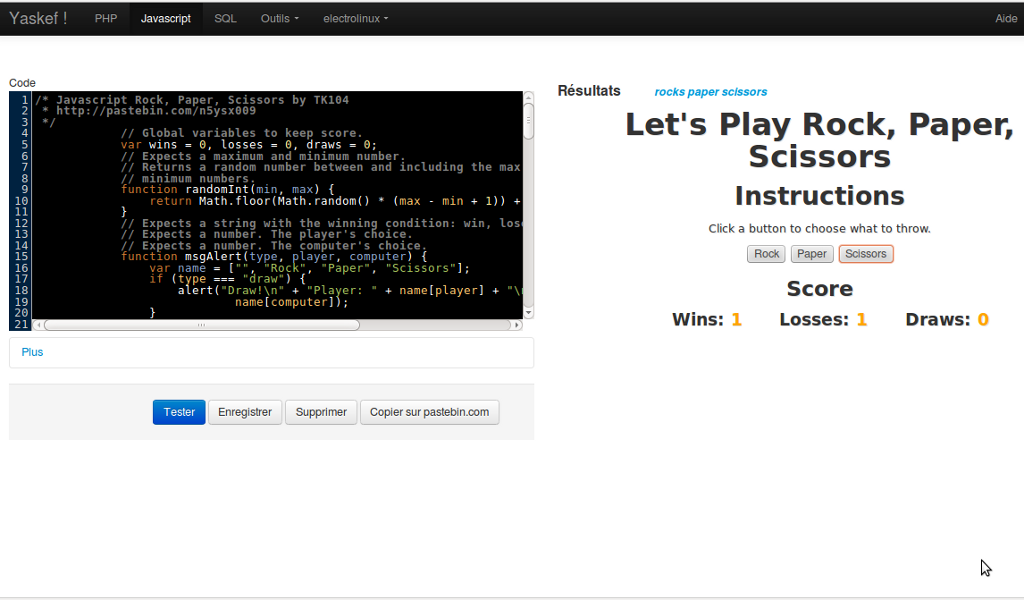 Yaskef ! PHP Javascript SQL Outils electrolinux Aide
Code
1 /* Javascript Rock, Paper, Scissors by TK104
2 * http://pastebin.com/n5ysx009
3 */
4 // Global variables to keep score.
5 var wins = 0, losses = 0, draws = 0;
6 // Expects a maximum and minimum number.
7 // Returns a random number between and including the max
8 // minimum numbers.
9 function randomInt(min, max) {
10 return Math.floor(Math.random() * (max - min + 1)) +
11 }
12 // Expects a string with the winning condition: win, los
13 // Expects a number. The player's choice.
14 // Expects a number. The computer's choice.
15 function msgAlert(type, player, computer) {
16 var name = ["", "Rock", "Paper", "Scissors"];
17 if (type === "draw") {
18 alert("Draw!\n" + "Player: " + name[player] + "\
19 name[computer]);
20 }
21
Plus
Tester Enregistrer Supprimer Copier sur pastebin.com
Résultats rocks paper scissors
Let's Play Rock, Paper,
Scissors
Instructions
Click a button to choose what to throw.
Rock Paper Scissors
Score
Wins: 1 Losses: 1 Draws: 0